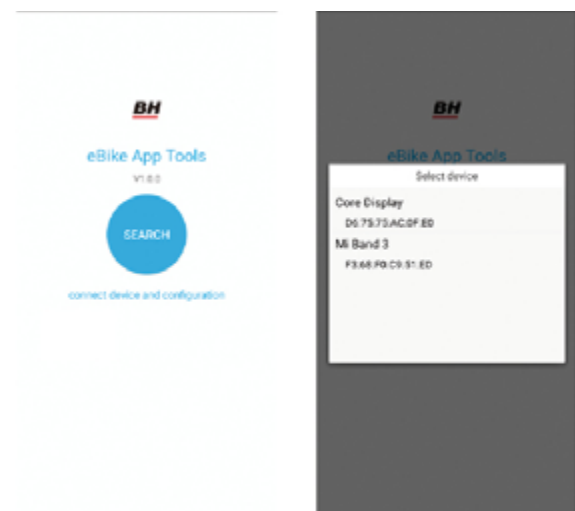 BH
eBike App Tools
V1.0.0
SEARCH
connect device and configuration
BH
eBike App Tools
Select device
Core Display
D6:75:75:AC:0F:E0
Mi Band 3
F3:68:F0:C9:51:ED